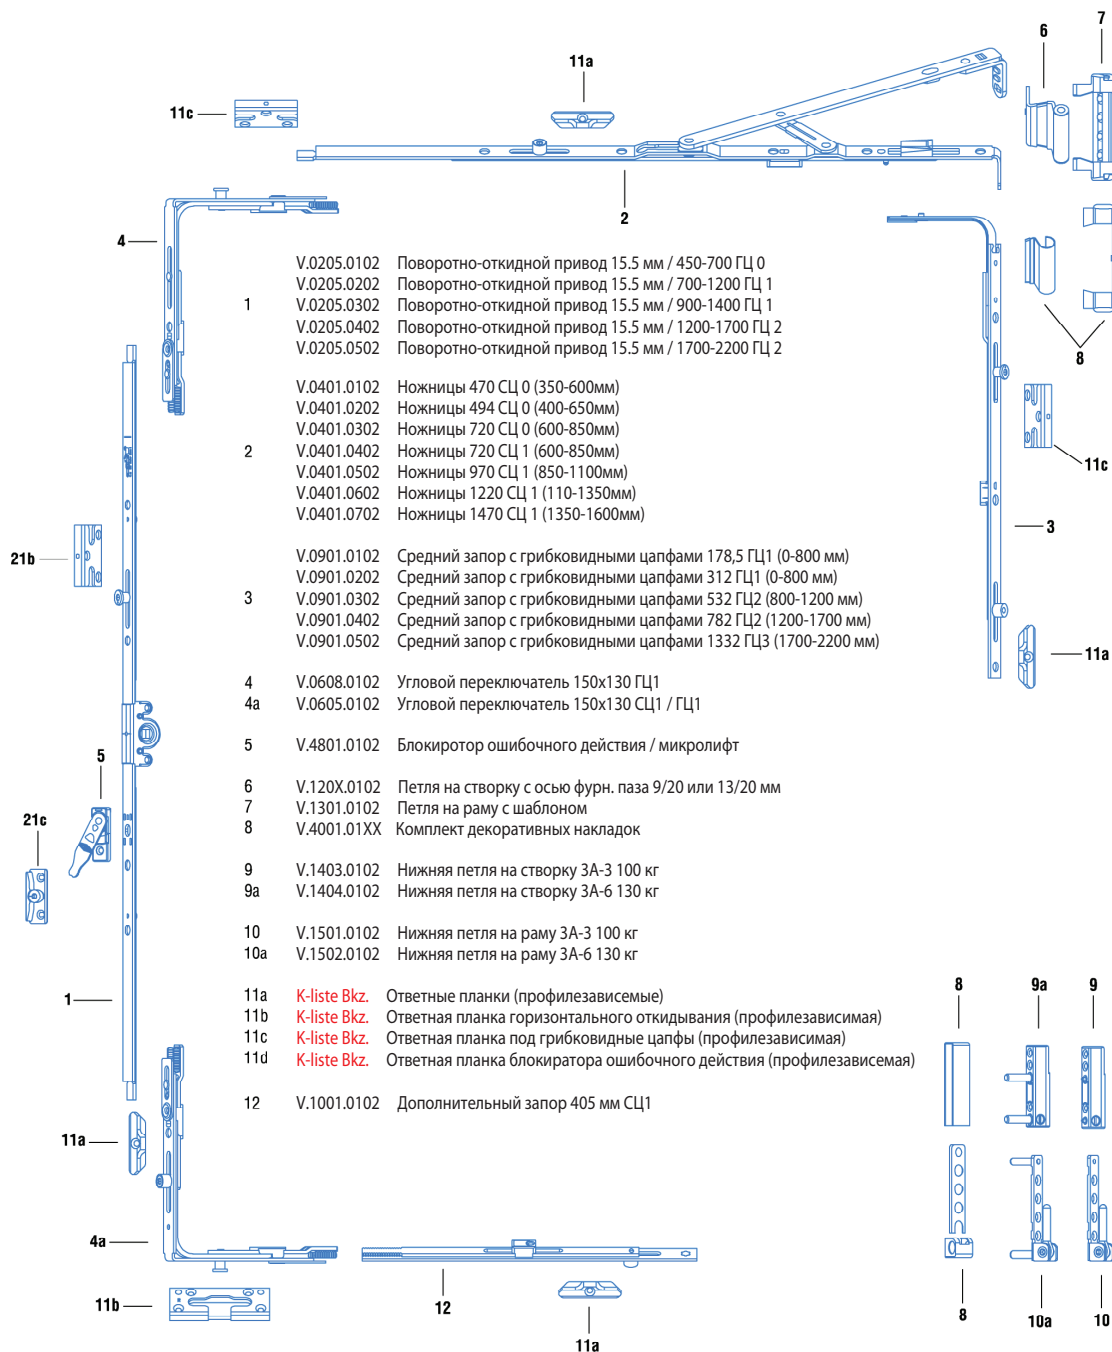 7
6
11a
11c
2
4
V.0205.0102 Поворотно-откидной привод 15.5 мм / 450-700 ГЦ 0
V.0205.0202 Поворотно-откидной привод 15.5 мм / 700-1200 ГЦ 1
1 V.0205.0302 Поворотно-откидной привод 15.5 мм / 900-1400 ГЦ 1
V.0205.0402 Поворотно-откидной привод 15.5 мм / 1200-1700 ГЦ 2
V.0205.0502 Поворотно-откидной привод 15.5 мм / 1700-2200 ГЦ 2
8
V.0401.0102 Ножницы 470 СЦ 0 (350-600мм)
V.0401.0202 Ножницы 494 СЦ 0 (400-650мм)
V.0401.0302 Ножницы 720 СЦ 0 (600-850мм)
2 V.0401.0402 Ножницы 720 СЦ 1 (600-850мм)
V.0401.0502 Ножницы 970 СЦ 1 (850-1100мм)
V.0401.0602 Ножницы 1220 СЦ 1 (110-1350мм)
V.0401.0702 Ножницы 1470 СЦ 1 (1350-1600мм)
11c
3
21b
V.0901.0102 Средний запор с грибковидными цапфами 178,5 ГЦ1 (0-800 мм)
V.0901.0202 Средний запор с грибковидными цапфами 312 ГЦ1 (0-800 мм)
3 V.0901.0302 Средний запор с грибковидными цапфами 532 ГЦ2 (800-1200 мм)
V.0901.0402 Средний запор с грибковидными цапфами 782 ГЦ2 (1200-1700 мм)
V.0901.0502 Средний запор с грибковидными цапфами 1332 ГЦ3 (1700-2200 мм)
11a
4 V.0608.0102 Угловой переключатель 150x130 ГЦ1
4a V.0605.0102 Угловой переключатель 150x130 СЦ1 / ГЦ1
5 V.4801.0102 Блокиротор ошибочного действия / микролифт
5
21c
6 V.120X.0102 Петля на створку с осью фурн. паза 9/20 или 13/20 мм
7 V.1301.0102 Петля на раму с шаблоном
8 V.4001.01XX Комплект декоративных накладок
9 V.1403.0102 Нижняя петля на створку 3А-3 100 кг
9a V.1404.0102 Нижняя петля на створку 3А-6 130 кг
10 V.1501.0102 Нижняя петля на раму 3А-3 100 кг
10a V.1502.0102 Нижняя петля на раму 3А-6 130 кг
1
11a K-liste Bkz. Ответные планки (профилезависемые)
11b K-liste Bkz. Ответная планка горизонтального откидывания (профилезависимая)
11c K-liste Bkz. Ответная планка под грибковидные цапфы (профилезависимая)
11d K-liste Bkz. Ответная планка блокиратора ошибочного действия (профилезависемая)
12 V.1001.0102 Дополнительный запор 405 мм СЦ1
8
9a
9
11a
4a
11b
12
11a
8
10a
10